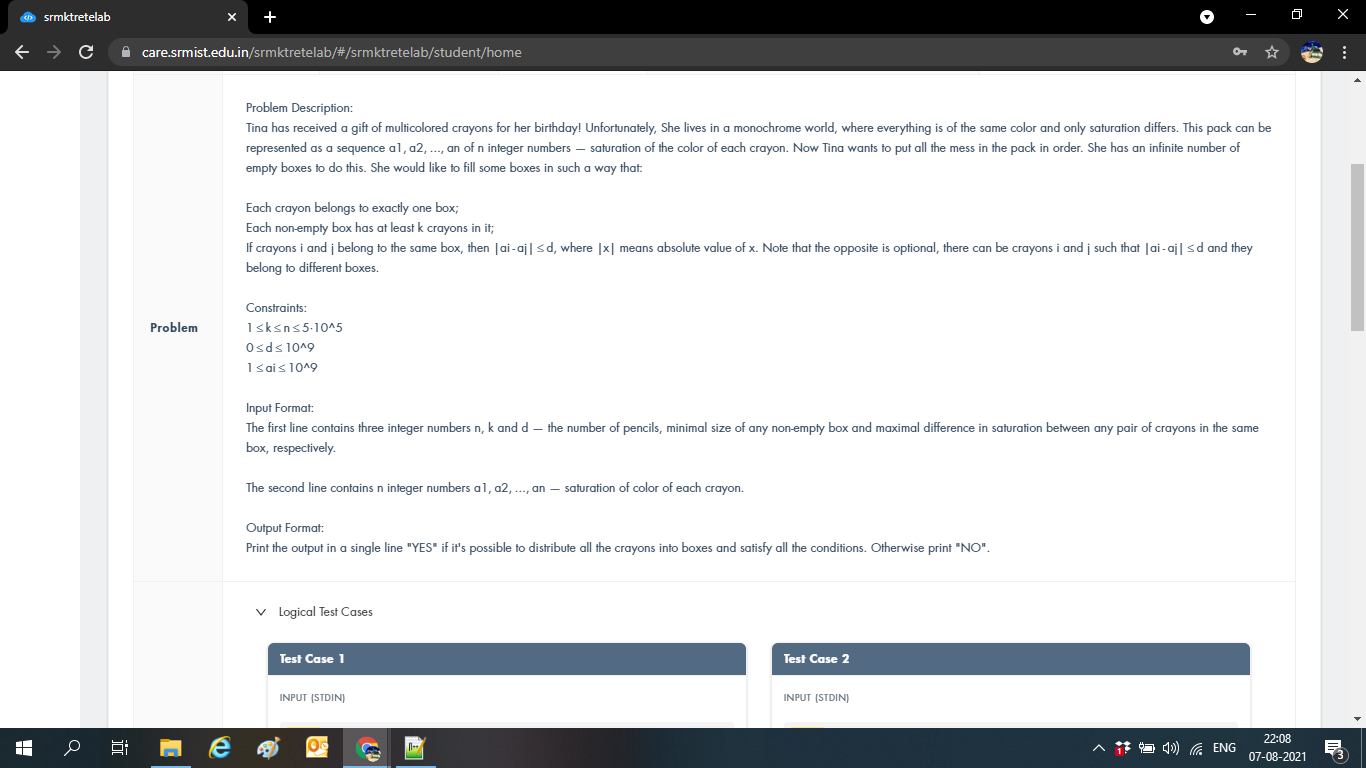 srmktretelab
care.srmist.edu.in/srmktretelab/#/srmktretelab/student/home
Problem Description:
Tina has received a gift of multicolored crayons for her birthday! Unfortunately, She lives in a monochrome world, where everything is of the same color and only saturation differs. This pack can be
represented as a sequence a1, a2, ..., an of n integer numbers — saturation of the color of each crayon. Now Tina wants to put all the mess in the pack in order. She has an infinite number of
empty boxes to do this. She would like to fill some boxes in such a way that:
Each crayon belongs to exactly one box;
Each non-empty box has at least k crayons in it;
If crayons i and j belong to the same box, then |ai - aj| ≤ d, where |x| means absolute value of x. Note that the opposite is optional, there can be crayons i and j such that |ai - aj| ≤ d and they
belong to different boxes.
Constraints:
Problem
1 ≤ k ≤ n ≤ 5·10^5
0 ≤ d ≤ 10^9
1 ≤ ai ≤ 10^9
Input Format:
The first line contains three integer numbers n, k and d — the number of pencils, minimal size of any non-empty box and maximal difference in saturation between any pair of crayons in the same
box, respectively.
The second line contains n integer numbers a1, a2, ..., an — saturation of color of each crayon.
Output Format:
Print the output in a single line "YES" if it's possible to distribute all the crayons into boxes and satisfy all the conditions. Otherwise print "NO".
Logical Test Cases
Test Case 1
Test Case 2
INPUT (STDIN)
INPUT (STDIN)
ENG
22:08
07-08-2021
3